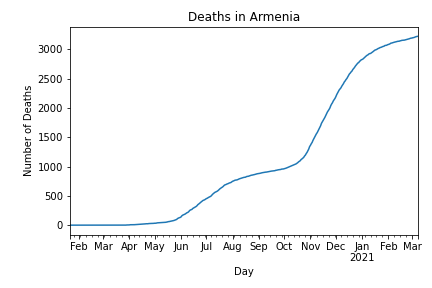 Deaths in Armenia
3000
2500
2000
1500
1000
500
0
Number of Deaths
Feb Mar Apr May Jun Jul Aug Sep Oct Nov Dec Jan Feb Mar
2021
Day